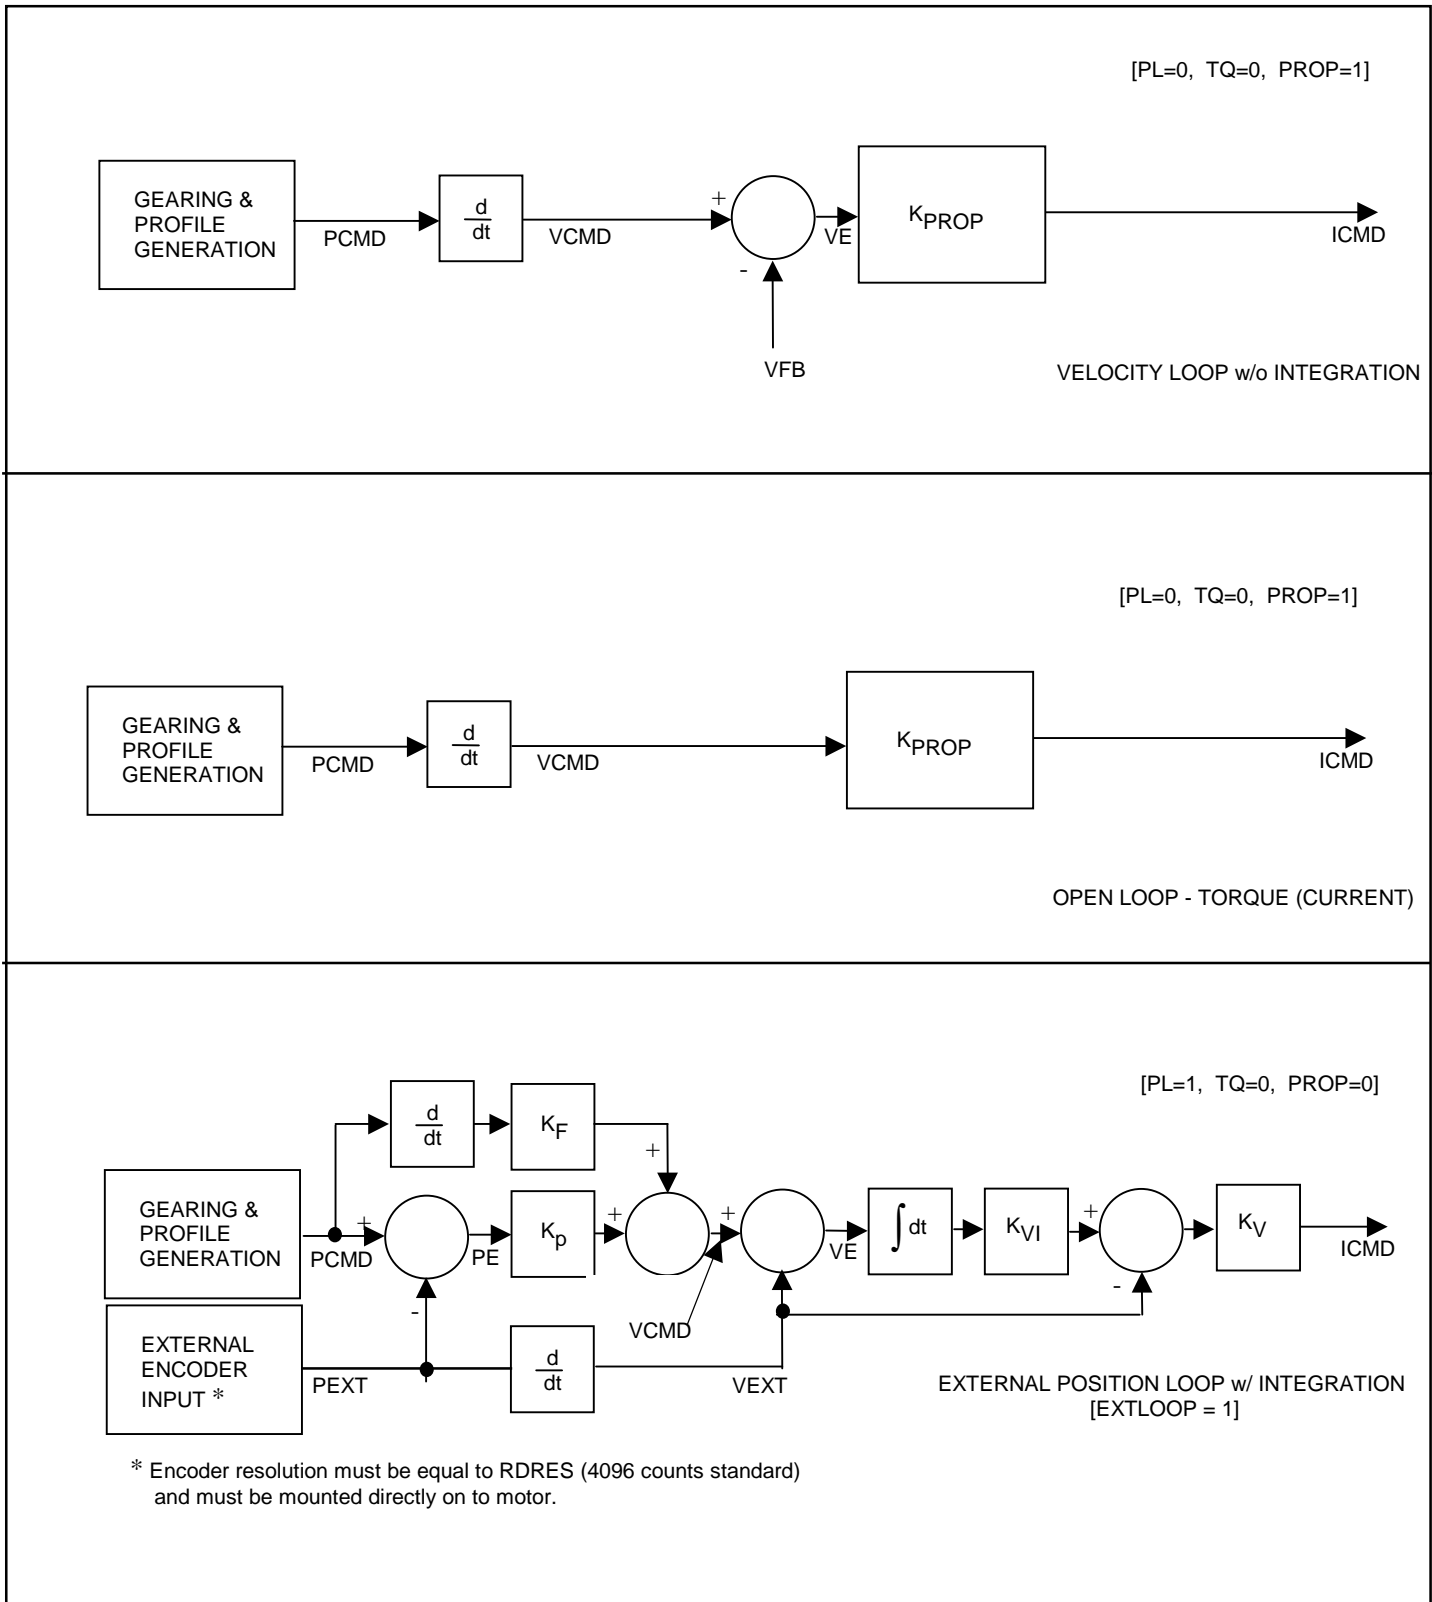 [PL=0, TQ=0, PROP=1]
GEARING &
PROFILE
GENERATION
PCMD
d
dt
VCMD
+
-
VFB
VE
KPROP
ICMD
VELOCITY LOOP w/o INTEGRATION
[PL=0, TQ=0, PROP=1]
GEARING &
PROFILE
GENERATION
PCMD
d
dt
VCMD
KPROP
ICMD
OPEN LOOP - TORQUE (CURRENT)
[PL=1, TQ=0, PROP=0]
d
dt
KF
+
GEARING &
PROFILE
GENERATION
PCMD
+
-
PE
Kp
+
+
VCMD
VE
∫dt
KVI
+
-
KV
ICMD
EXTERNAL
ENCODER
INPUT *
PEXT
d
dt
VEXT
EXTERNAL POSITION LOOP w/ INTEGRATION
[EXTLOOP = 1]
* Encoder resolution must be equal to RDRES (4096 counts standard)
and must be mounted directly on to motor.